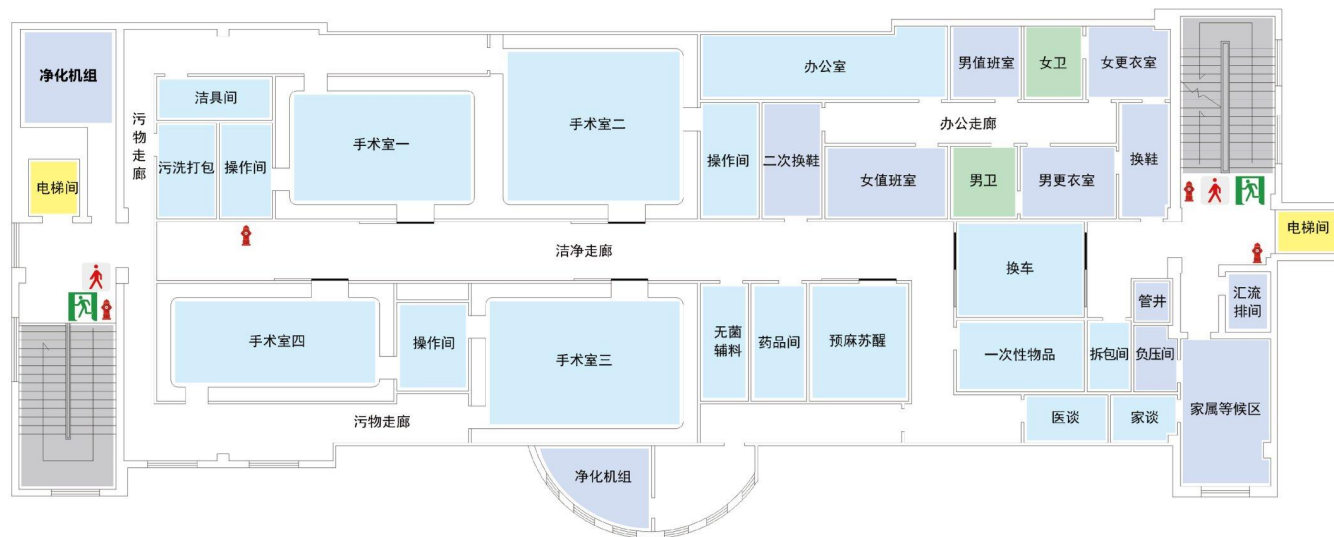 净化机组
办公室
男值班室
女卫
女更衣室
洁具间
手术室一
手术室二
办公走廊
污物走廊
污洗打包
操作间
操作间
二次换鞋
女值班室
男卫
男更衣室
换鞋
电梯间
电梯间
洁净走廊
换车
管井
汇流
排间
手术室四
操作间
手术室三
无菌
辅料
药品间
预麻苏醒
一次性物品
拆包间
负压间
家属等候区
污物走廊
医谈
家谈
净化机组